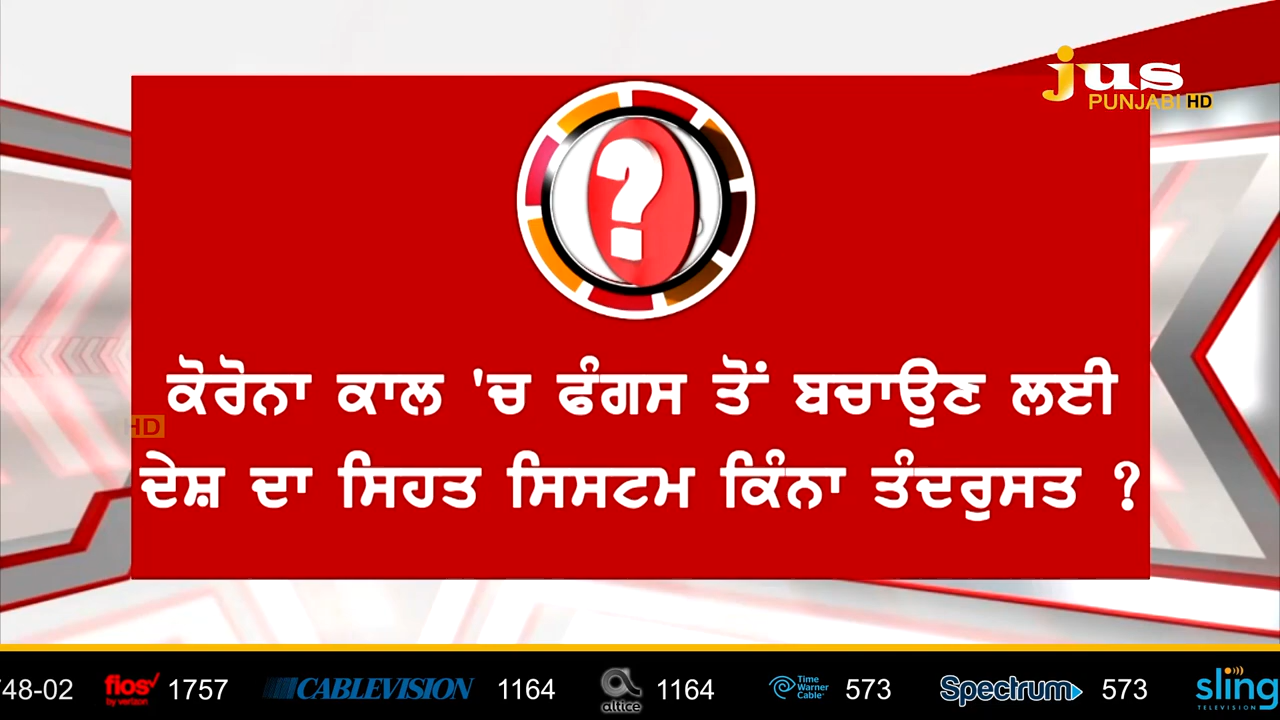 jus
PUNJABI HD
?
ਕੋਰੋਨਾ ਕਾਲ 'ਚ ਫੰਗਸ ਤੋਂ ਬਚਾਉਣ ਲਈ
HD
ਦੇਸ਼ ਦਾ ਸਿਹਤ ਸਿਸਟਮ ਕਿੰਨਾ ਤੰਦਰੁਸਤ ?
748-02 fios by verizon 1757 CABLEVISION 1164 altice 1164 Time Warner Cable 573 Spectrum 573 sling TELEVISION